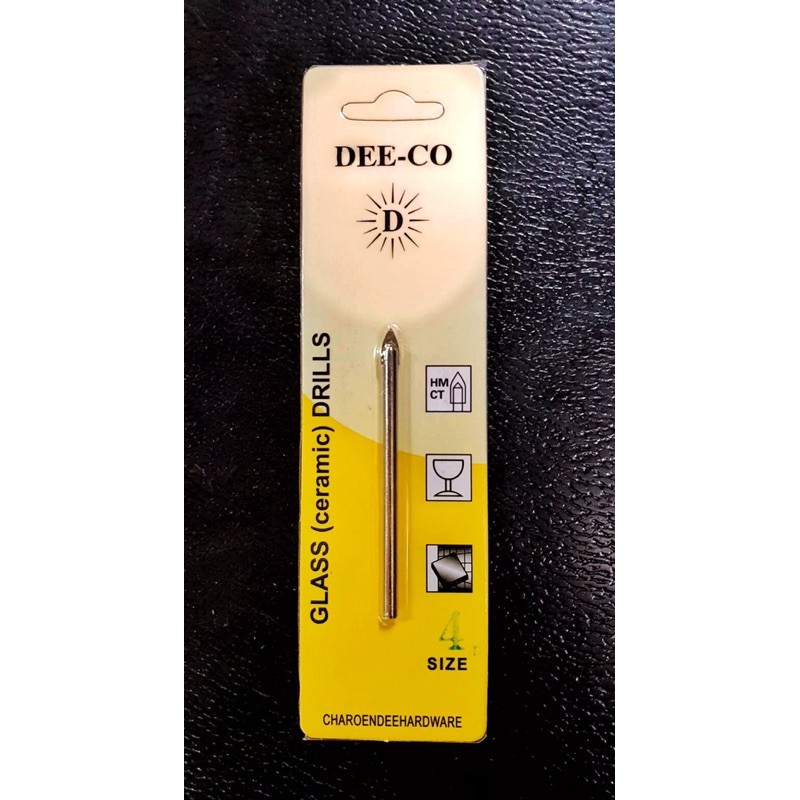 DEE-CO
D
GLASS (ceramic) DRILLS
HM
CT
4
SIZE
CHAROENDEEHARDWARE